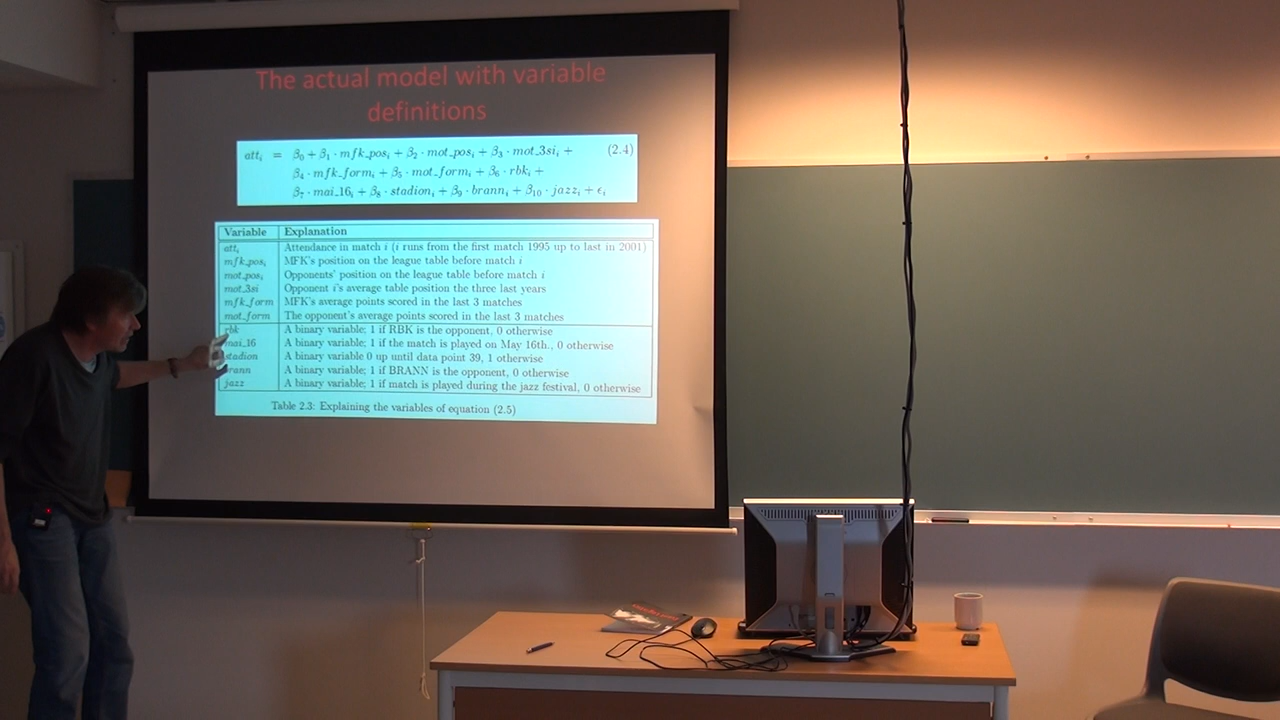 The actual model with variable
definitions
att_i = β_0 + β_1 · mfk_pos_i + β_2 · mot_pos_i + β_3 · mot_3si_i + (2.4)
β_4 · mfk_form_i + β_5 · mot_form_i + β_6 · rbk_i +
β_7 · mai_16_i + β_8 · stadion_i + β_9 · brann_i + β_10 · jazz_i + ϵ_i
Variable Explanation
att_i Attendance in match i (i runs from the first match 1995 up to last in 2001)
mfk_pos_i MFK's position on the league table before match i
mot_pos_i Opponents' position on the league table before match i
mot_3si Opponent i's average table position the three last years
mfk_form MFK's average points scored in the last 3 matches
mot_form The opponent's average points scored in the last 3 matches
rbk A binary variable; 1 if RBK is the opponent, 0 otherwise
mai_16 A binary variable; 1 if the match is played on May 16th., 0 otherwise
stadion A binary variable 0 up until data point 39, 1 otherwise
brann A binary variable; 1 if BRANN is the opponent, 0 otherwise
jazz A binary variable; 1 if match is played during the jazz festival, 0 otherwise
Table 2.3: Explaining the variables of equation (2.5)